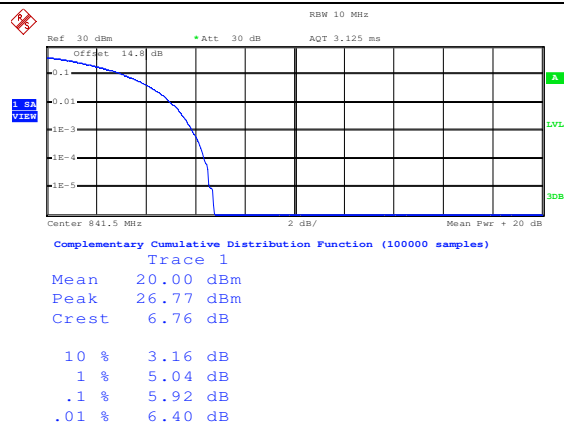 RBW 10 MHz
Ref 30 dBm *Att 30 dB AQT 3.125 ms
Offset 14.8 dB
0.1
A
1 SA
VIEW
0.01
1E-3
LVL
1E-4
1E-5
3DB
Center 841.5 MHz 2 dB/ Mean Pwr + 20 dB
Complementary Cumulative Distribution Function (100000 samples)
Trace 1
Mean 20.00 dBm
Peak 26.77 dBm
Crest 6.76 dB
10 % 3.16 dB
1 % 5.04 dB
.1 % 5.92 dB
.01 % 6.40 dB